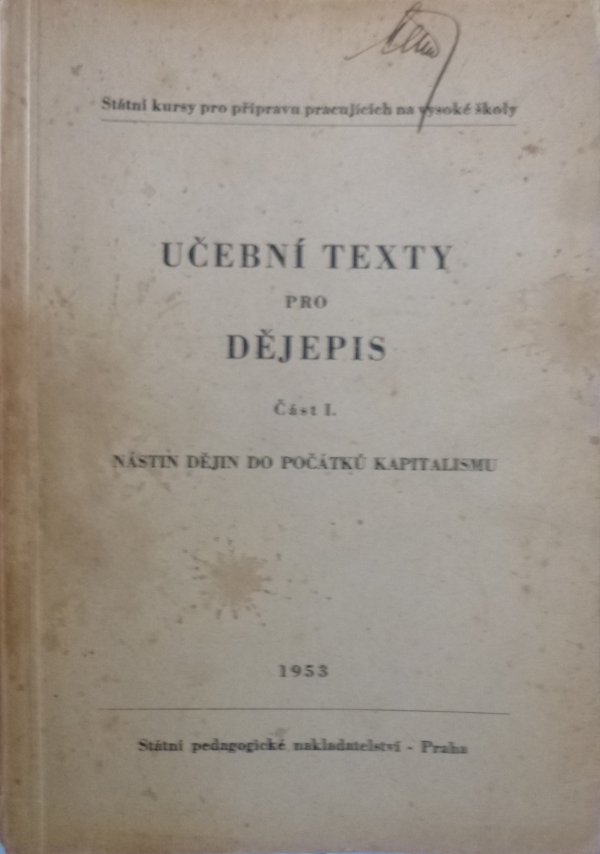 Státní kursy pro přípravu pracujících na vysoké školy
UČEBNÍ TEXTY
PRO
DĚJEPIS
Část I.
NÁSTIN DĚJIN DO POČÁTKŮ KAPITALISMU
1953
Státní pedagogické nakladatelství - Praha